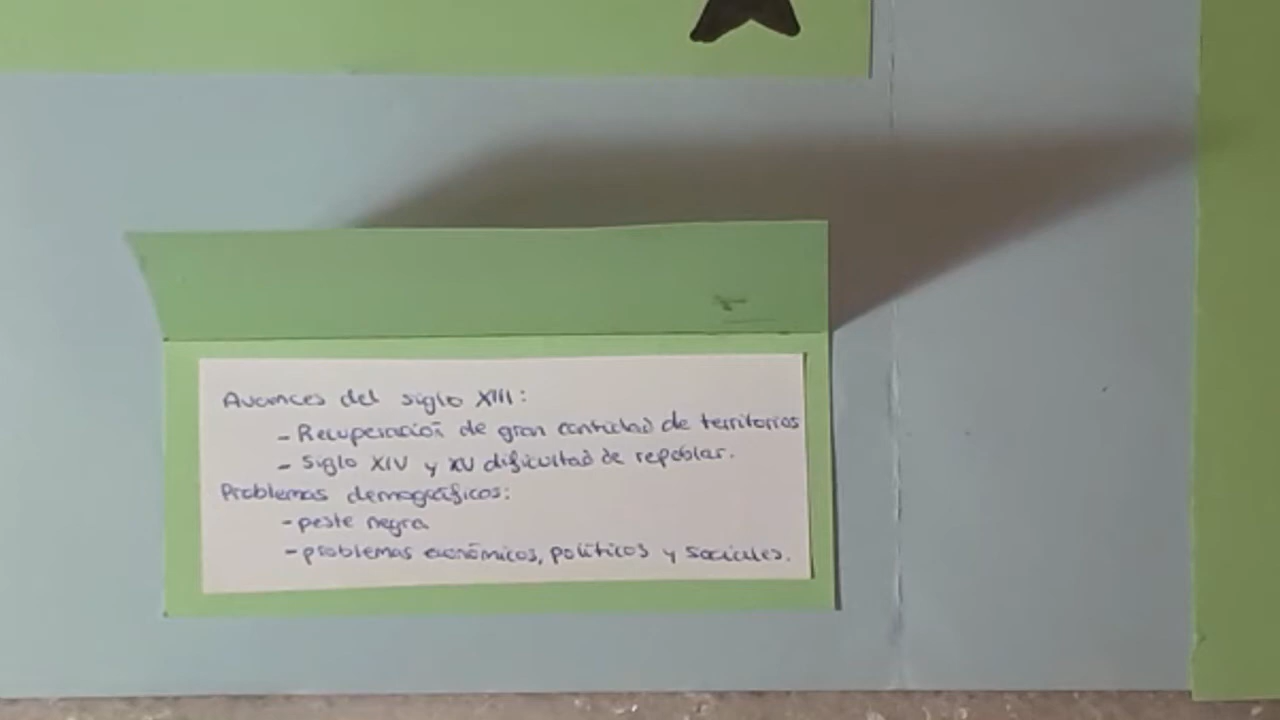 Avances del siglo XIII:
- Recuperación de gran cantidad de territorios
- Siglo XIV y XV dificultad de repoblar.
Problemas demográficos:
- peste negra
- problemas económicos, políticos y sociales.